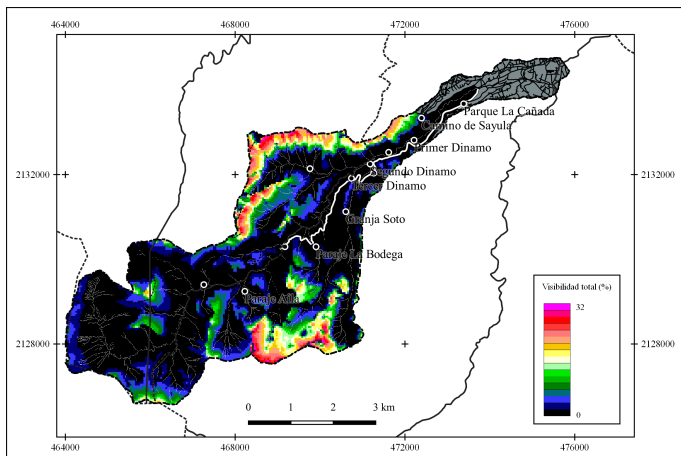 464000
468000
472000
476000
Parque La Cañada
Camino de Sayula
Primer Dinamo
Segundo Dinamo
Tercer Dinamo
Granja Soto
Paraje La Bodega
2132000
2132000
Visibilidad total (%)
32
0
2128000
2128000
0
1
2
3 km
464000
468000
472000
476000